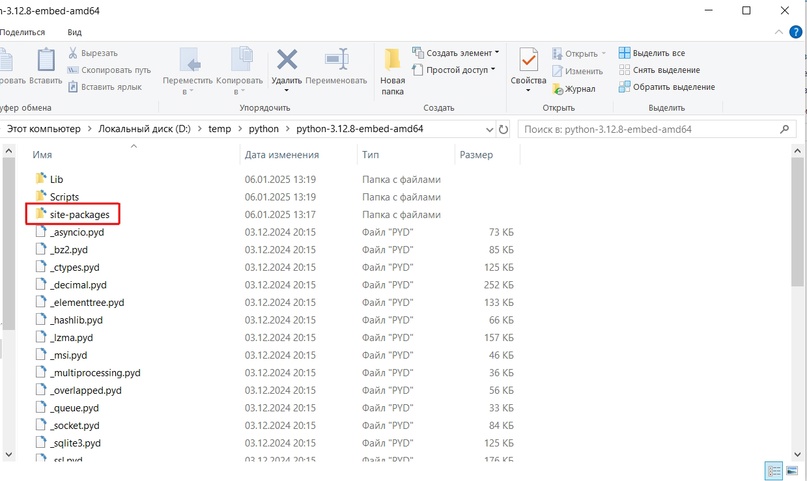 n-3.12.8-embed-amd64
Поделиться Вид
Вставить
Вырезать
Скопировать путь
Вставить ярлык
Переместить в
Копировать в
Удалить
Переименовать
Новая папка
Создать элемент
Простой доступ
Свойства
Открыть
Изменить
Журнал
Выделить все
Снять выделение
Обратить выделение
уфер обмена Упорядочить Создать Открыть Выделить
Этот компьютер > Локальный диск (D:) > temp > python > python-3.12.8-embed-amd64
Поиск в: python-3.12.8-embed-amd64
Имя Дата изменения Тип Размер
Lib 06.01.2025 13:19 Папка с файлами
Scripts 06.01.2025 13:19 Папка с файлами
site-packages 06.01.2025 13:17 Папка с файлами
_asyncio.pyd 03.12.2024 20:15 Файл "PYD" 73 КБ
_bz2.pyd 03.12.2024 20:15 Файл "PYD" 85 КБ
_ctypes.pyd 03.12.2024 20:15 Файл "PYD" 125 КБ
_decimal.pyd 03.12.2024 20:15 Файл "PYD" 252 КБ
_elementtree.pyd 03.12.2024 20:15 Файл "PYD" 133 КБ
_hashlib.pyd 03.12.2024 20:15 Файл "PYD" 66 КБ
_lzma.pyd 03.12.2024 20:15 Файл "PYD" 157 КБ
_msi.pyd 03.12.2024 20:15 Файл "PYD" 46 КБ
_multiprocessing.pyd 03.12.2024 20:15 Файл "PYD" 36 КБ
_overlapped.pyd 03.12.2024 20:15 Файл "PYD" 56 КБ
_queue.pyd 03.12.2024 20:15 Файл "PYD" 33 КБ
_socket.pyd 03.12.2024 20:15 Файл "PYD" 84 КБ
_sqlite3.pyd 03.12.2024 20:15 Файл "PYD" 125 КБ
_ssl.pyd 03.12.2024 20:15 Файл "PYD" 176 КБ